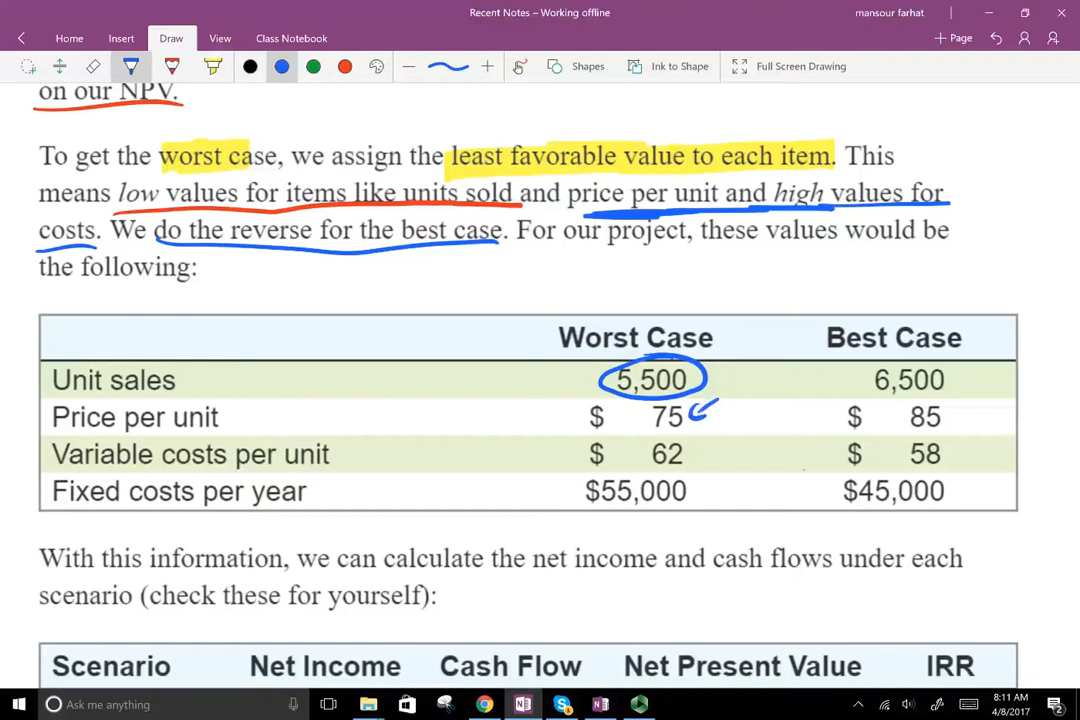 Recent Notes – Working offline
mansour farhat
Home Insert Draw View Class Notebook
Page
Shapes Ink to Shape Full Screen Drawing
on our NPV.
To get the worst case, we assign the least favorable value to each item. This
means low values for items like units sold and price per unit and high values for
costs. We do the reverse for the best case. For our project, these values would be
the following:
Worst Case Best Case
Unit sales 5,500 6,500
Price per unit $ 75 $ 85
Variable costs per unit $ 62 $ 58
Fixed costs per year $55,000 $45,000
With this information, we can calculate the net income and cash flows under each
scenario (check these for yourself):
Scenario Net Income Cash Flow Net Present Value IRR
Ask me anything
8:11 AM
4/8/2017
2